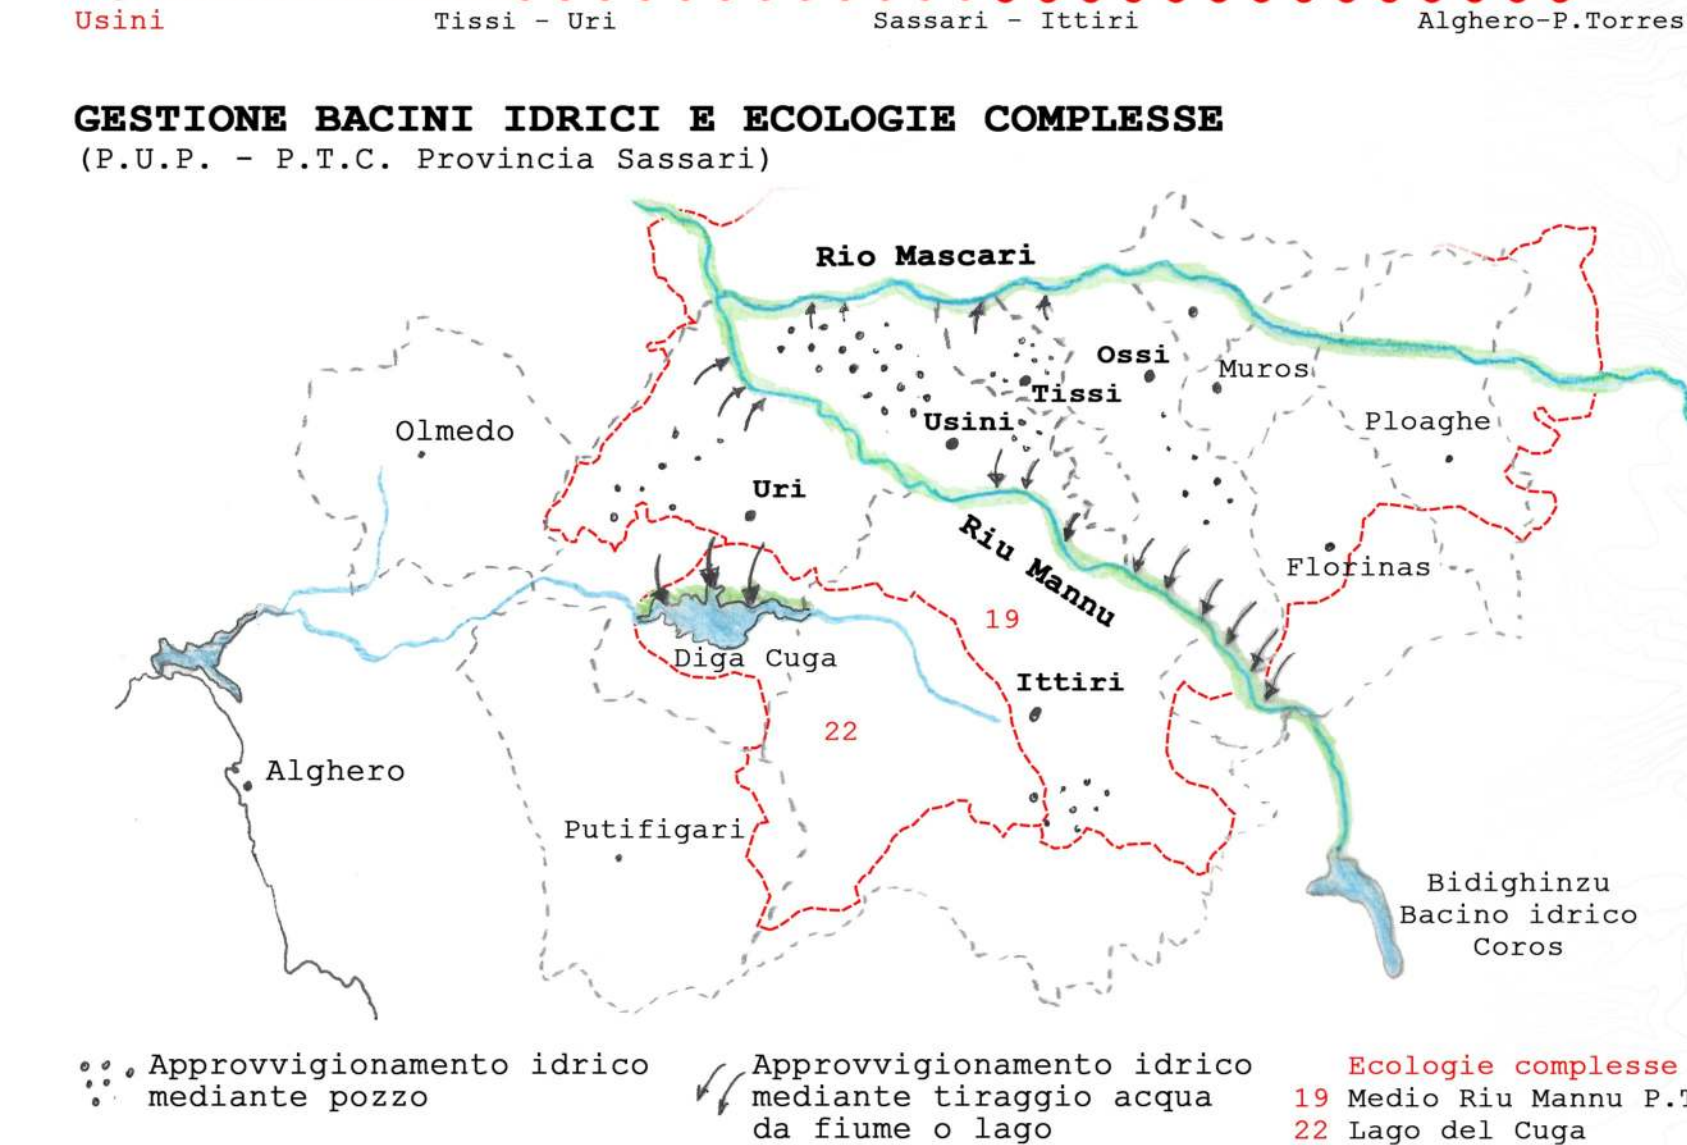 Usini Tissi - Uri Sassari - Ittiri Alghero-P.Torres
GESTIONE BACINI IDRICI E ECOLOGIE COMPLESSE
(P.U.P. - P.T.C. Provincia Sassari)
Rio Mascari
Ossi
Muros
Tissi
Usini
Ploaghe
Olmedo
Uri
Riu Mannu
Florinas
19
Diga Cuga
Ittiri
22
Alghero
Putifigari
Bidighinzu
Bacino idrico
Coros
Approvvigionamento idrico
mediante pozzo
Approvvigionamento idrico
mediante tiraggio acqua
da fiume o lago
Ecologie complesse
19 Medio Riu Mannu P.T
22 Lago del Cuga